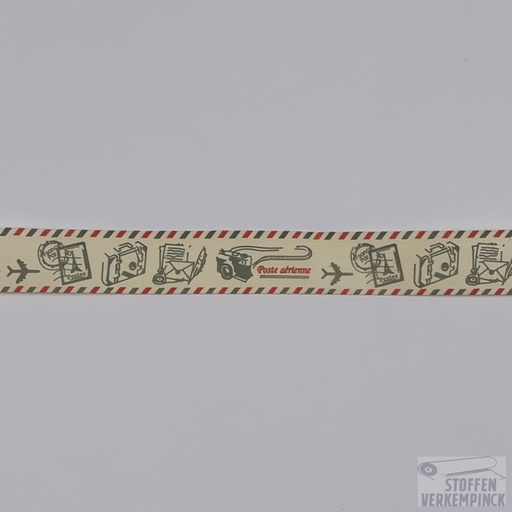 Poste aérienne
STOFFEN
VERKEMPINCK